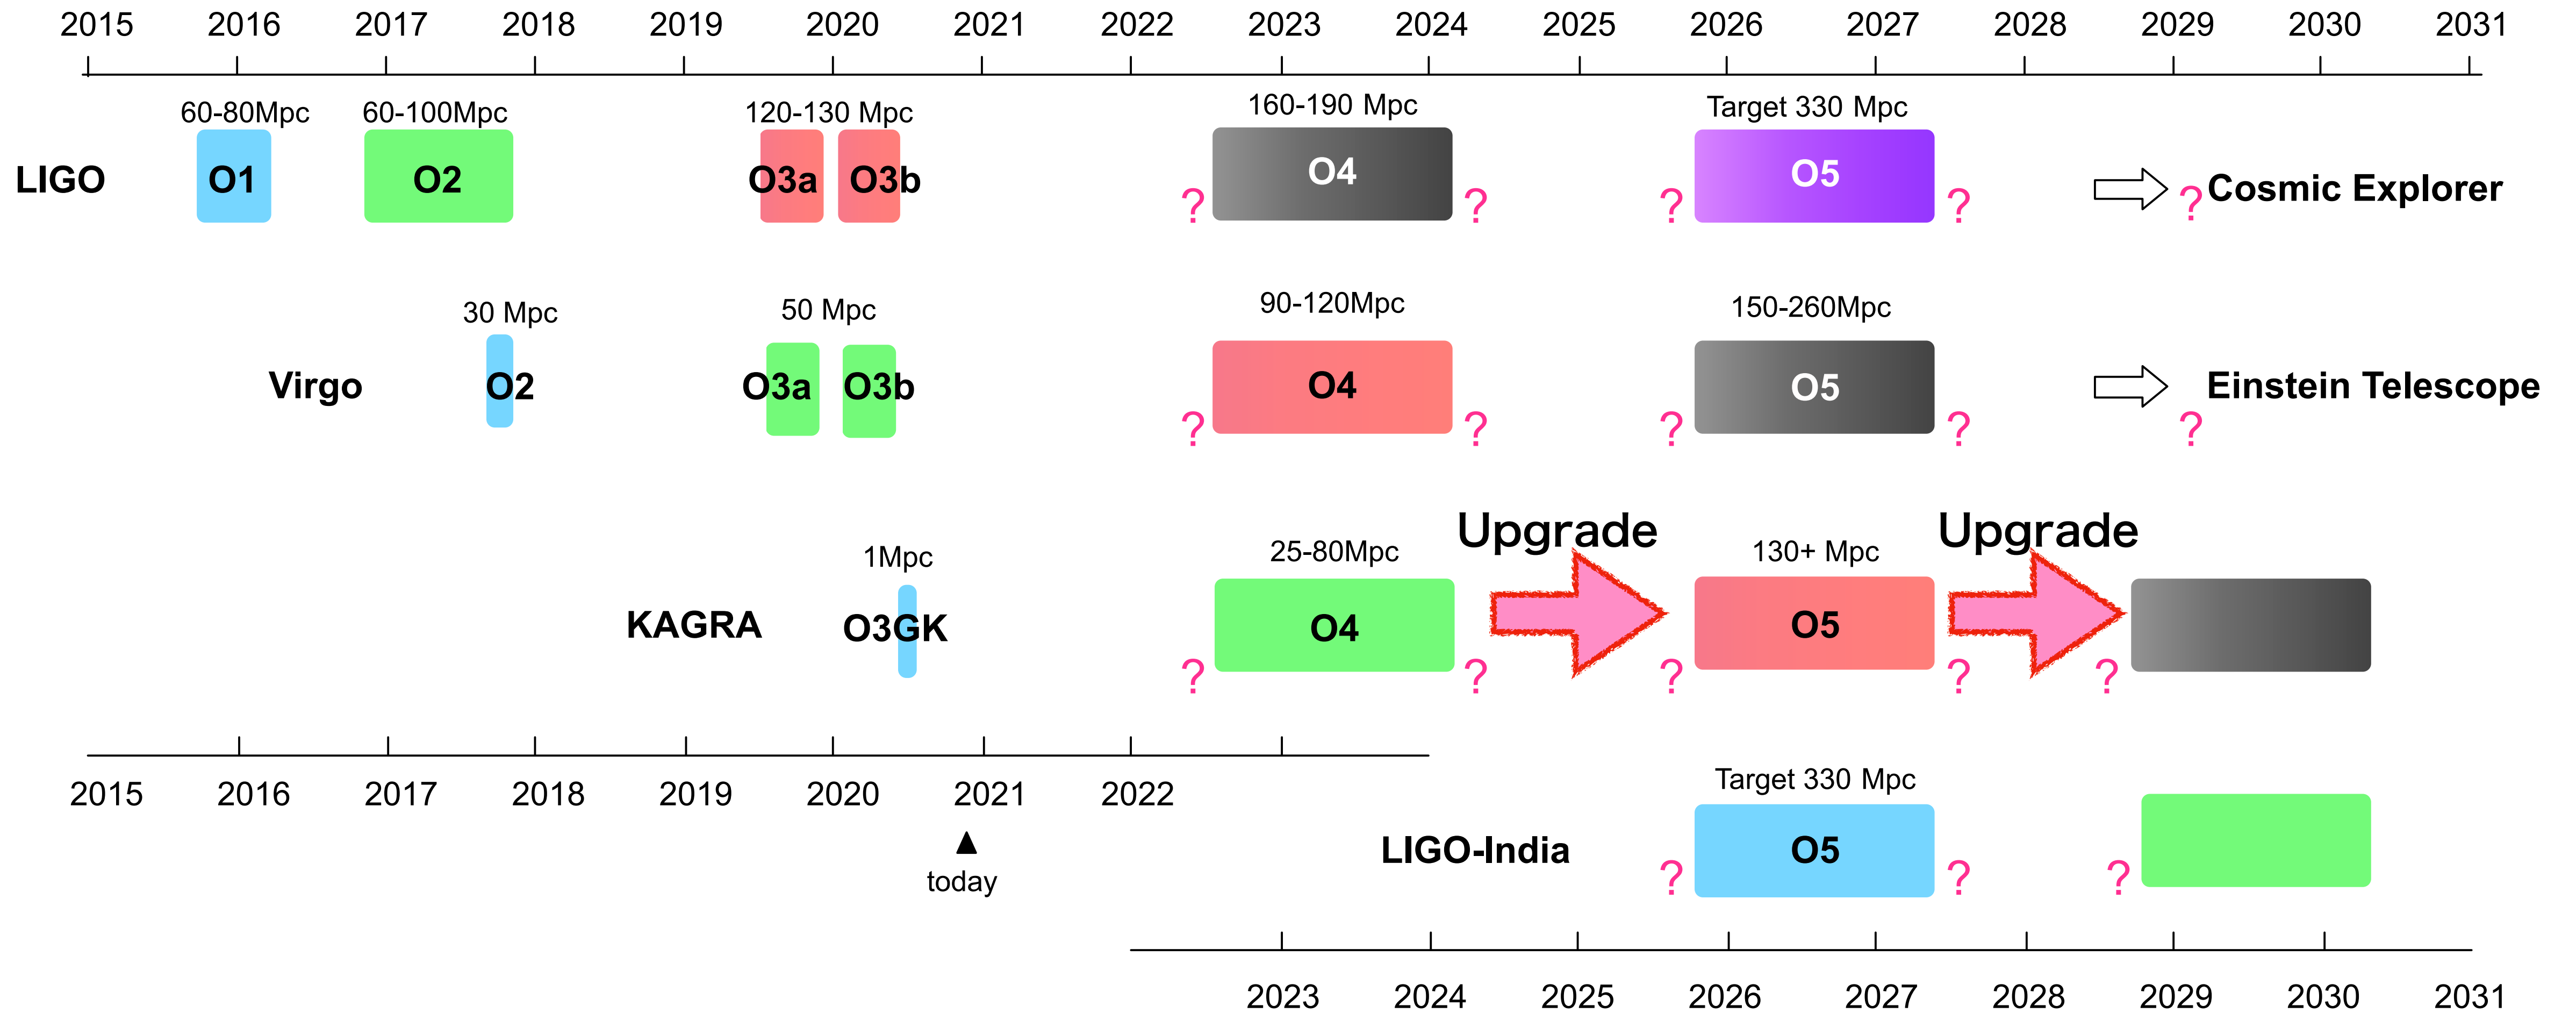 2015 2016 2017 2018 2019 2020 2021 2022 2023 2024 2025 2026 2027 2028 2029 2030 2031
60-80Mpc 60-100Mpc 120-130 Mpc 160-190 Mpc Target 330 Mpc
LIGO O1 O2 O3a O3b O4 O5 Cosmic Explorer
? ? ? ? ?
30 Mpc 50 Mpc 90-120Mpc 150-260Mpc
Virgo O2 O3a O3b O4 O5 Einstein Telescope
? ? ? ? ?
Upgrade Upgrade
1Mpc 25-80Mpc 130+ Mpc
KAGRA O3GK O4 O5
? ? ? ? ?
2015 2016 2017 2018 2019 2020 2021 2022
Target 330 Mpc
LIGO-India O5
? ? ?
today
2023 2024 2025 2026 2027 2028 2029 2030 2031